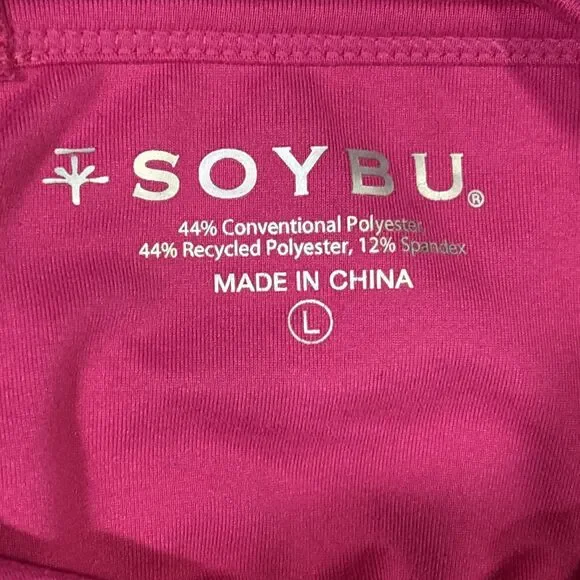 SOYBU®
44% Conventional Polyester
44% Recycled Polyester, 12% Spandex
MADE IN CHINA
L